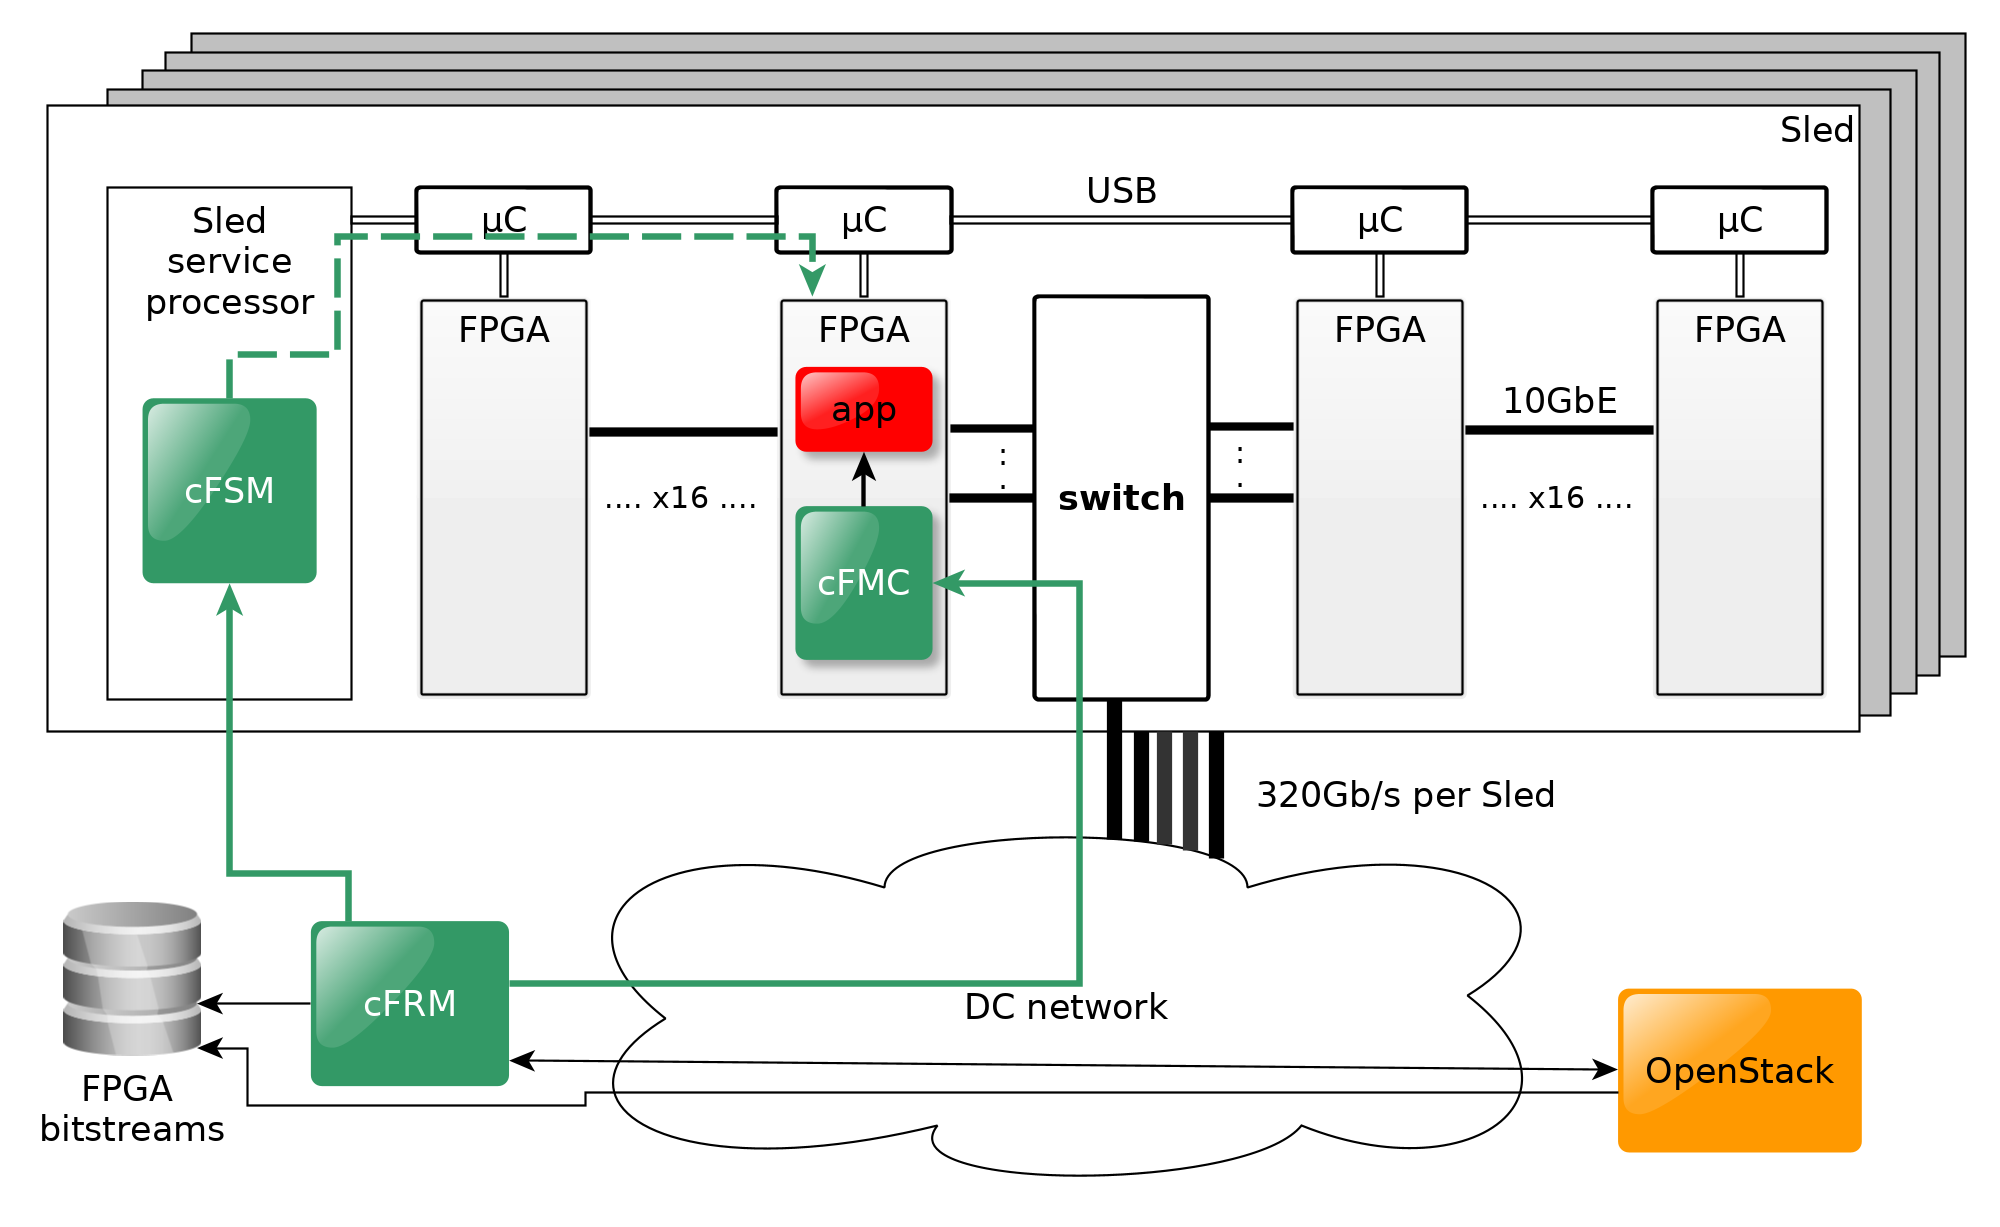 Sled
Sled
service
processor
µC
µC
USB
µC
µC
FPGA
FPGA
FPGA
FPGA
app
10GbE
cFSM
.... x16 ....
switch
.... x16 ....
cFMC
320Gb/s per Sled
cFRM
DC network
OpenStack
FPGA
bitstreams